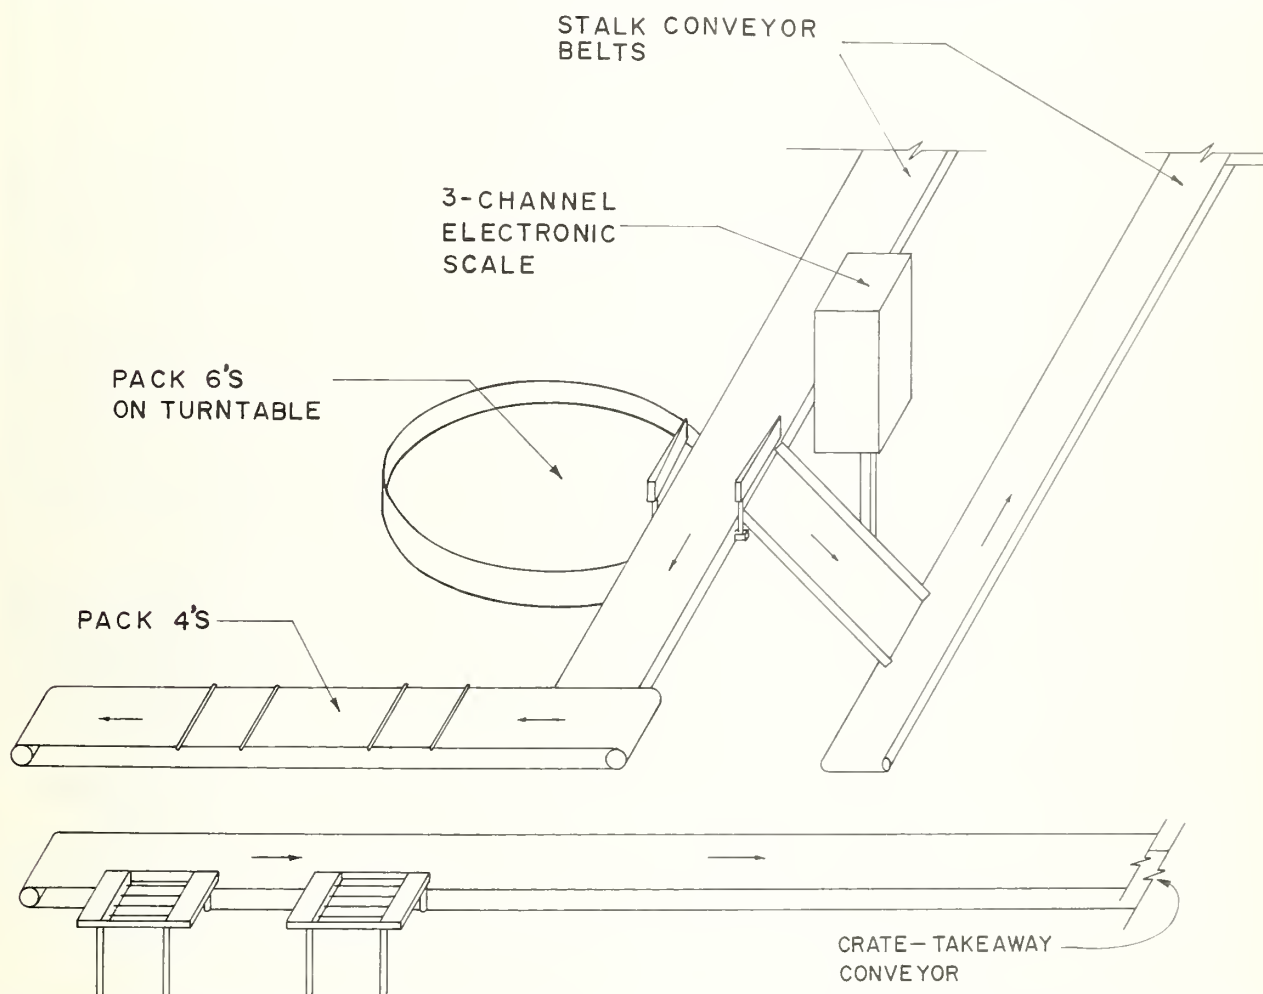 STALK CONVEYOR
BELTS
3-CHANNEL
ELECTRONIC
SCALE
PACK 6'S
ON TURNTABLE
PACK 4'S
CRATE-TAKEAWAY
CONVEYOR